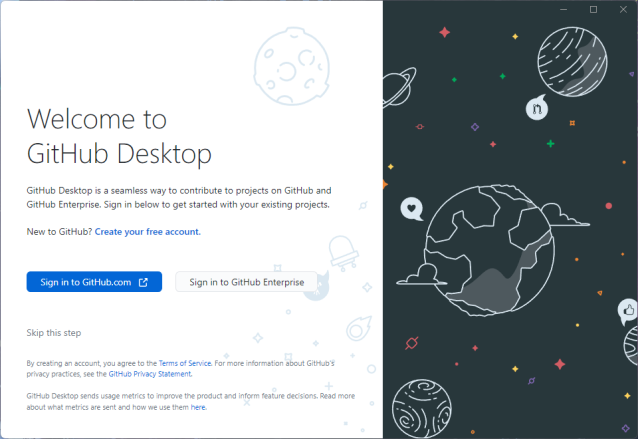 Welcome to
GitHub Desktop
GitHub Desktop is a seamless way to contribute to projects on GitHub and
GitHub Enterprise. Sign in below to get started with your existing projects.
New to GitHub? Create your free account.
Sign in to GitHub.com
Sign in to GitHub Enterprise
Skip this step
By creating an account, you agree to the Terms of Service. For more information about GitHub's
privacy practices, see the GitHub Privacy Statement.
GitHub Desktop sends usage metrics to improve the product and inform feature decisions. Read more
about what metrics are sent and how we use them here.